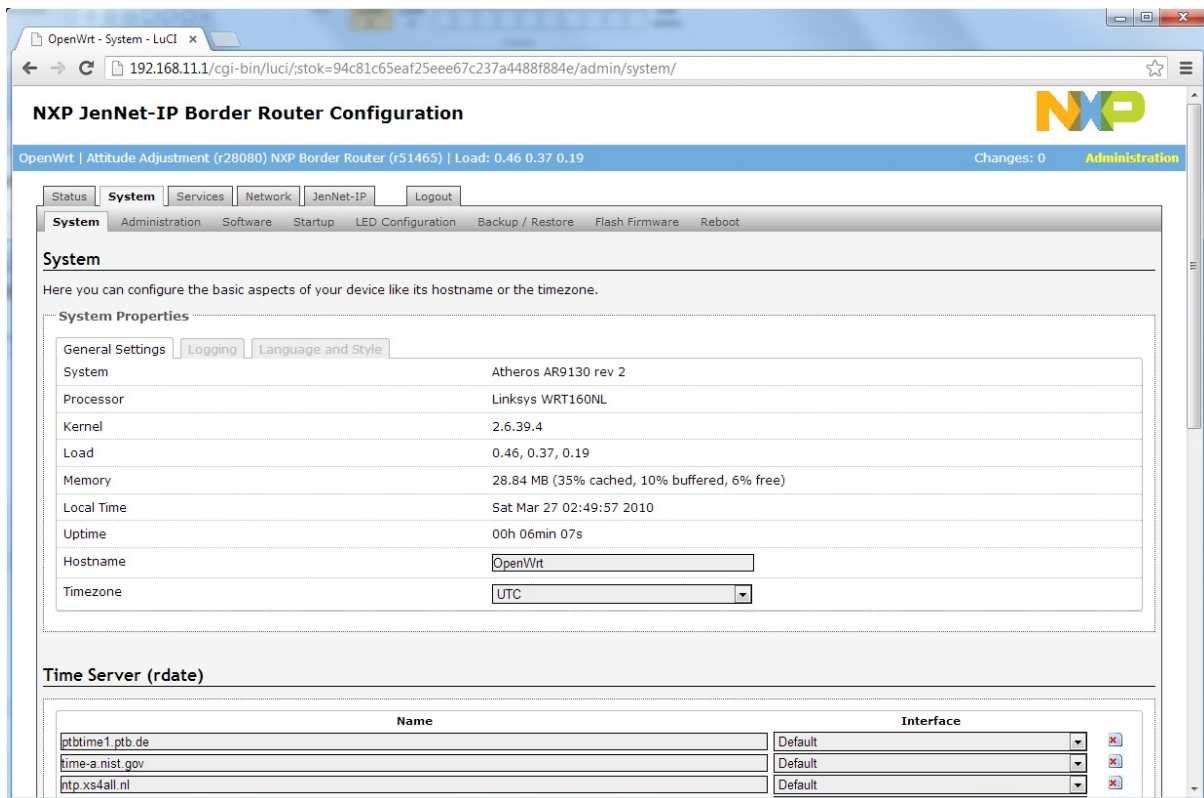 OpenWrt - System - LuCI
192.168.11.1/cgi-bin/luci/;stok=94c81c65eaf25eee67c237a4488f884e/admin/system/
NXP JenNet-IP Border Router Configuration
NXP
OpenWrt | Attitude Adjustment (r28080) NXP Border Router (r51465) | Load: 0.46 0.37 0.19 Changes: 0 Administration
Status System Services Network JenNet-IP Logout
System Administration Software Startup LED Configuration Backup / Restore Flash Firmware Reboot
System
Here you can configure the basic aspects of your device like its hostname or the timezone.
System Properties
General Settings Logging Language and Style
System Atheros AR9130 rev 2
Processor Linksys WRT160NL
Kernel 2.6.39.4
Load 0.46, 0.37, 0.19
Memory 28.84 MB (35% cached, 10% buffered, 6% free)
Local Time Sat Mar 27 02:49:57 2010
Uptime 00h 06min 07s
Hostname OpenWrt
Timezone UTC
Time Server (rdate)
Name Interface
ptbtime1.ptb.de Default
time-a.nist.gov Default
ntp.xs4all.nl Default